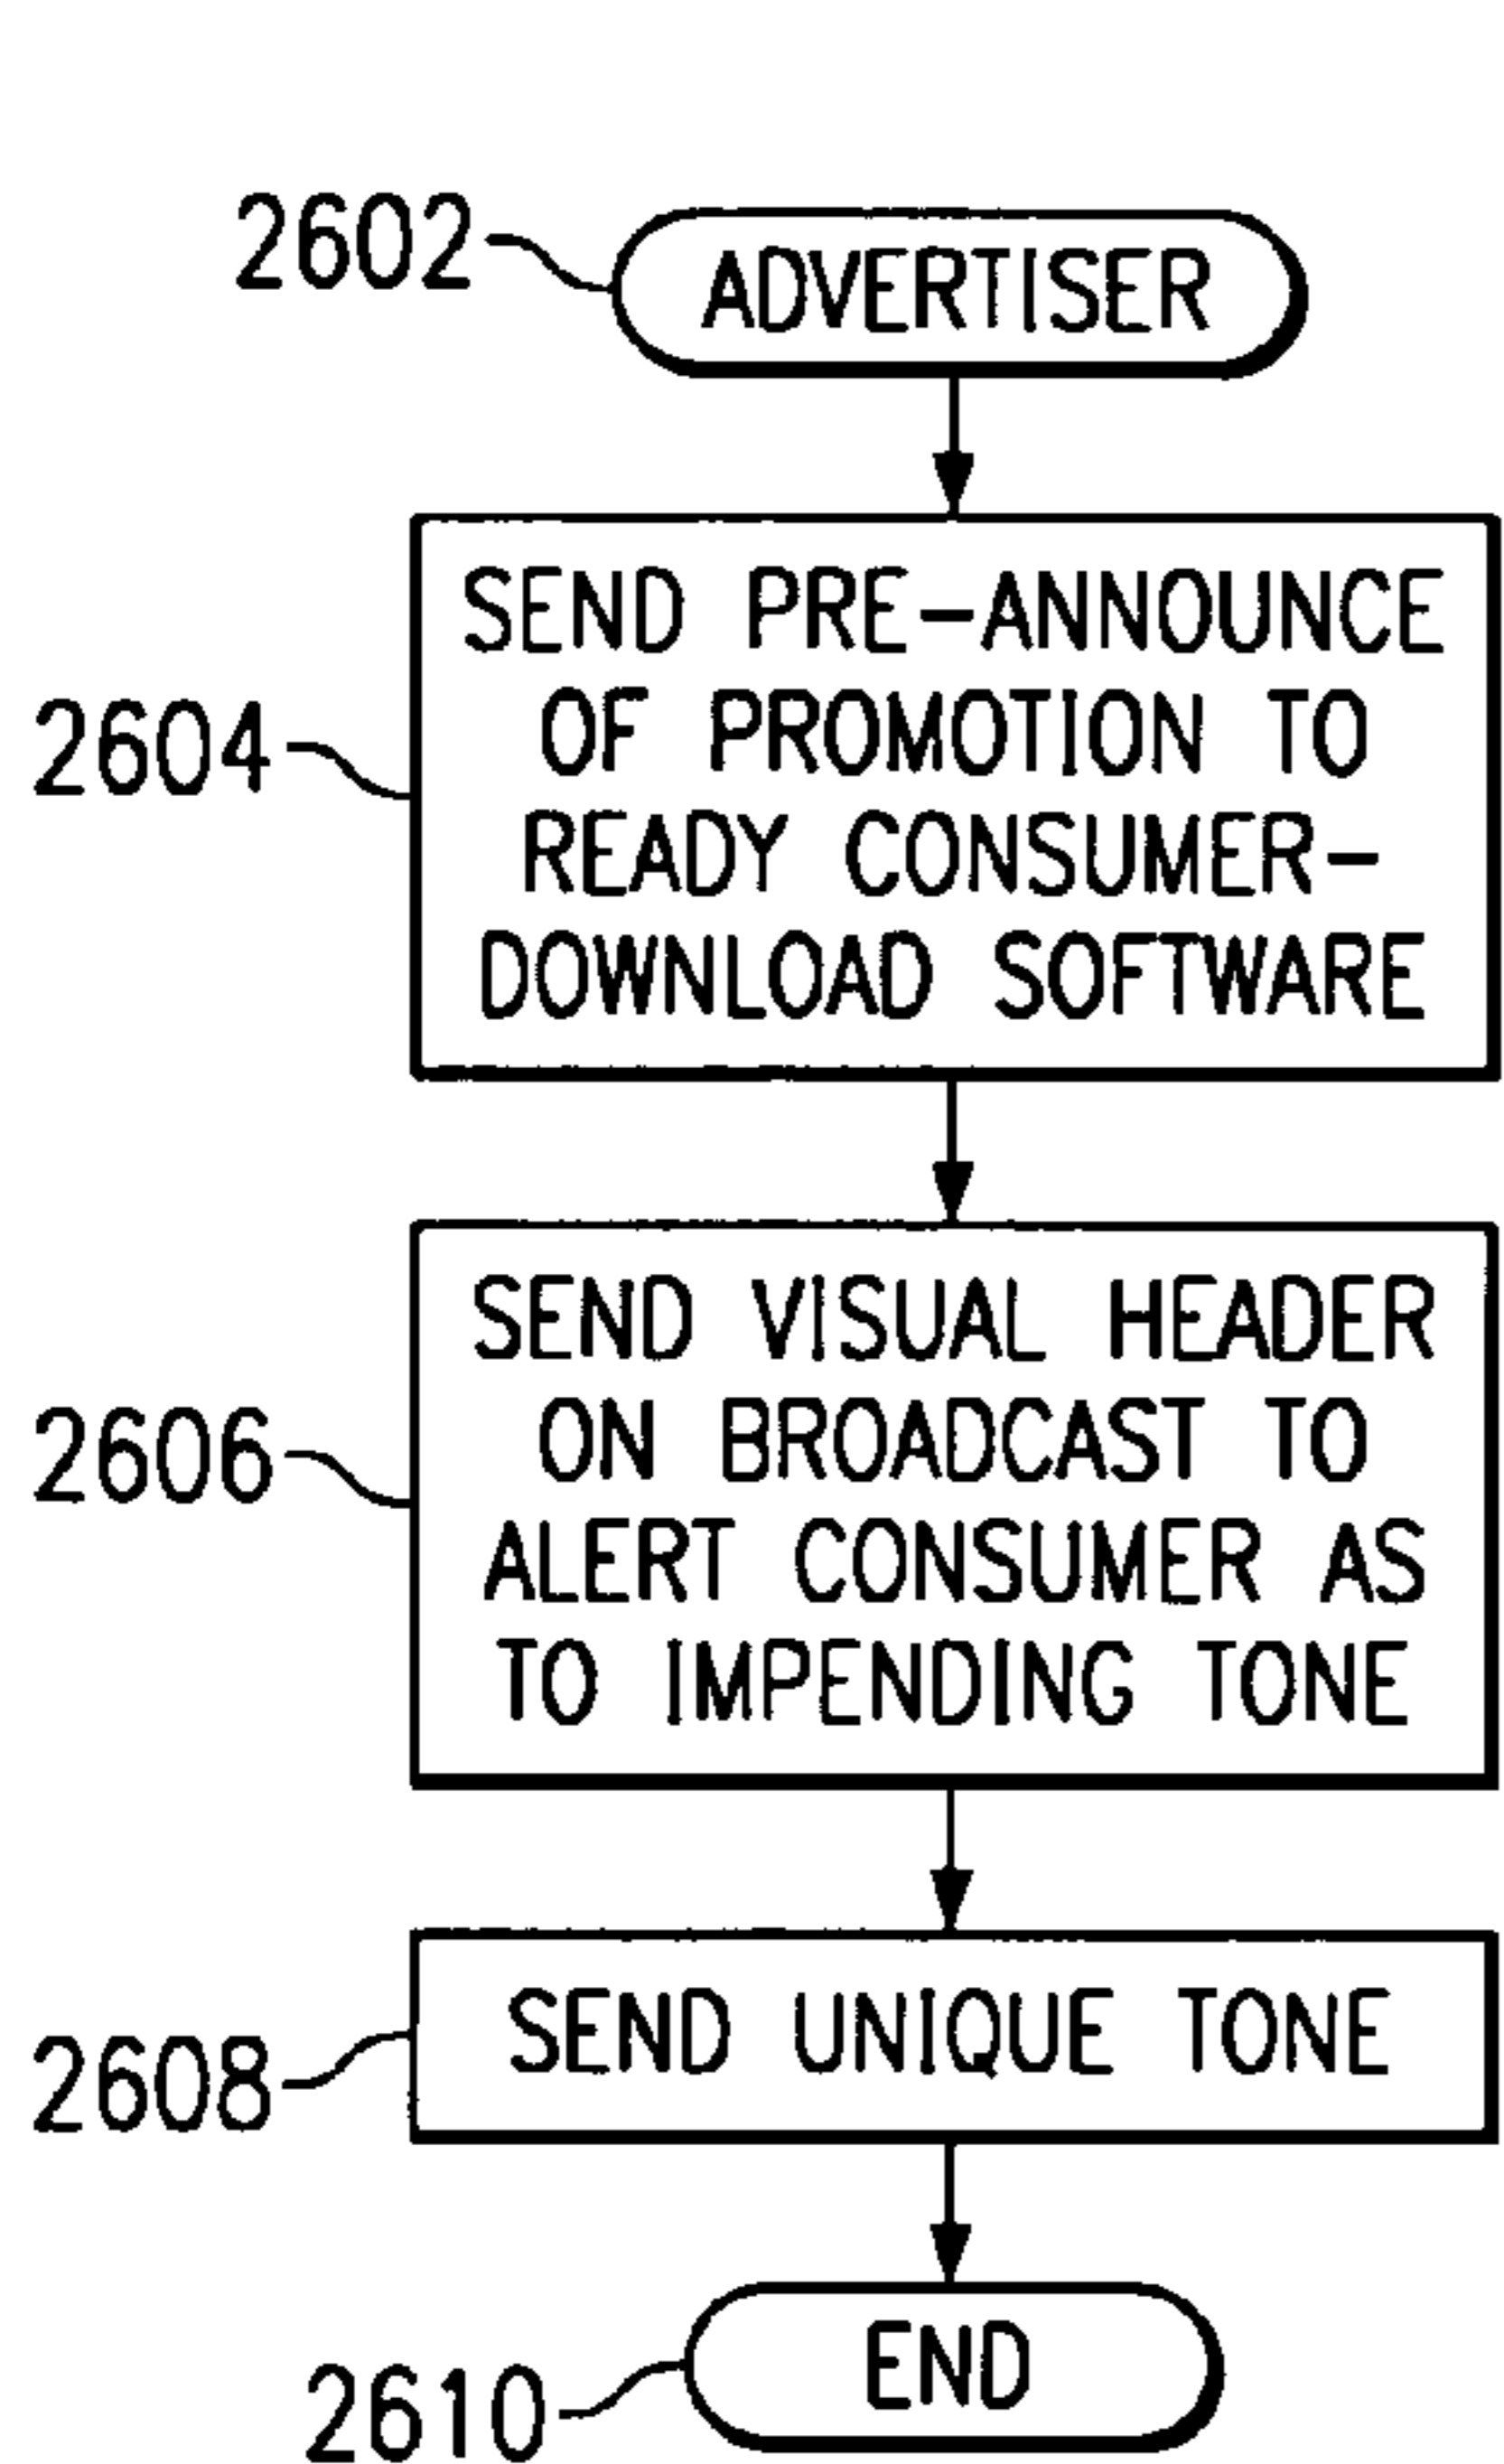 2602
ADVERTISER
SEND PRE-ANNOUNCE
OF PROMOTION TO
2604
READY CONSUMER-
DOWNLOAD SOFTWARE
SEND VISUAL HEADER
ON BROADCAST TO
2606
ALERT CONSUMER AS
TO IMPENDING TONE
SEND UNIQUE TONE
2608
END
2610